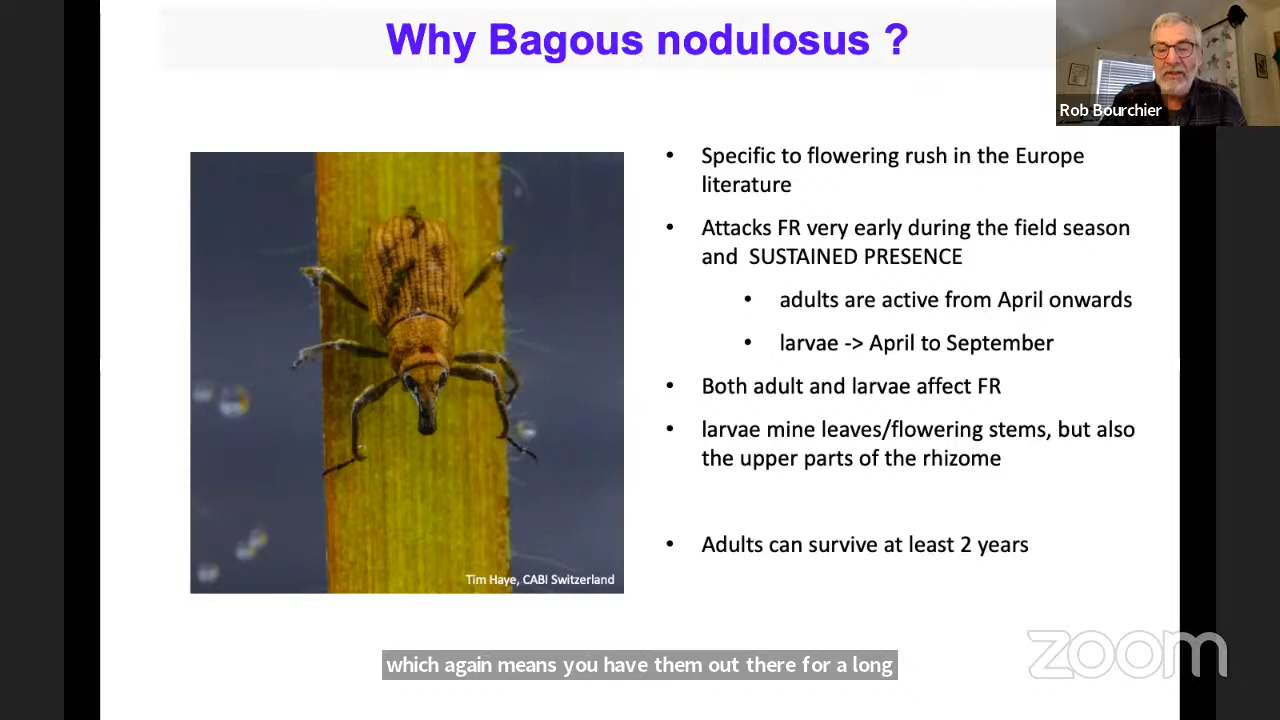 Why Bagous nodulosus ?
Rob Bourchier
• Specific to flowering rush in the Europe
literature
• Attacks FR very early during the field season
and SUSTAINED PRESENCE
• adults are active from April onwards
• larvae -> April to September
• Both adult and larvae affect FR
• larvae mine leaves/flowering stems, but also
the upper parts of the rhizome
• Adults can survive at least 2 years
Tim Haye, CABI Switzerland
zoom
which again means you have them out there for a long